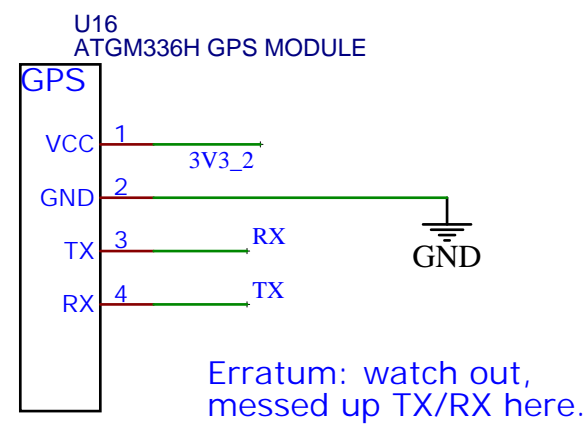 U16
ATGM336H GPS MODULE
GPS
VCC 1
3V3_2
GND 2
GND
TX 3 RX
RX 4 TX
Erratum: watch out,
messed up TX/RX here.